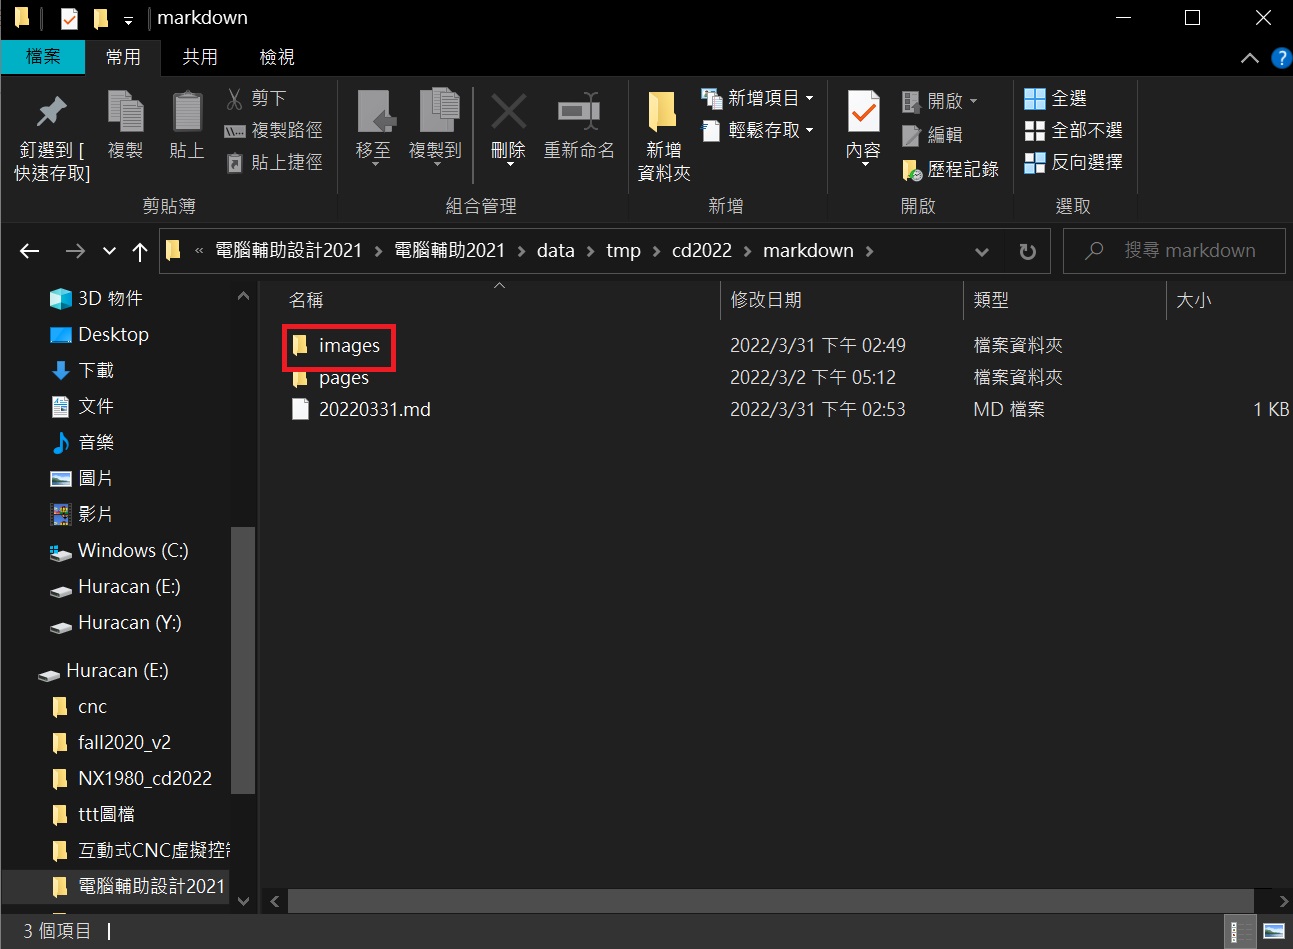 markdown
檔案 常用 共用 檢視
釘選到 [
快速存取]
複製
貼上
剪下
複製路徑
貼上捷徑
剪貼簿
移至
複製到
刪除
重新命名
組合管理
新增
資料夾
新增項目
輕鬆存取
新增
內容
開啟
編輯
歷程記錄
開啟
全選
全部不選
反向選擇
選取
« 電腦輔助設計2021 > 電腦輔助2021 > data > tmp > cd2022 > markdown >
搜尋 markdown
3D 物件
Desktop
下載
文件
音樂
圖片
影片
Windows (C:)
Huracan (E:)
Huracan (Y:)
Huracan (E:)
cnc
fall2020_v2
NX1980_cd2022
ttt圖檔
互動式CNC虛擬控
電腦輔助設計2021
名稱 修改日期 類型 大小
images 2022/3/31 下午 02:49 檔案資料夾
pages 2022/3/2 下午 05:12 檔案資料夾
20220331.md 2022/3/31 下午 02:53 MD 檔案 1 KB
3 個項目